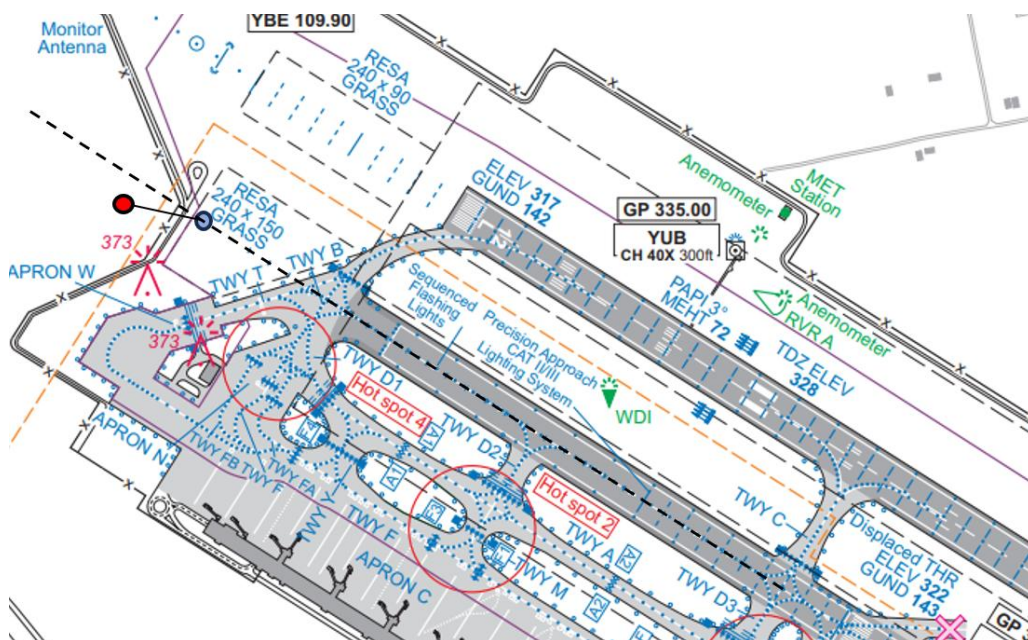 YBE 109.90
Monitor
Antenna
RESA
240 x 90
GRASS
RESA
240 x 150
GRASS
ELEV 317
GUND 142
Anemometer
MET
Station
GP 335.00
YUB
CH 40X 300ft
12
373
APRON W
TWY T
TWY B
Sequenced
Flashing
Lights
Precision Approach
CAT II/III
Lighting System
PAPI 3°
MEHT 72
TDZ ELEV
328
Anemometer
RVR A
WDI
373
TWY D1
Hot spot 4
TWY D2
Hot spot 2
APRON N
TWY FB
TWY F
TWY FA
TWY Y
TWY F
A1
TWY C
Displaced THR
ELEV 322
GUND 143
TWY A
TWY M
TWY D3
APRON C
A2
GP